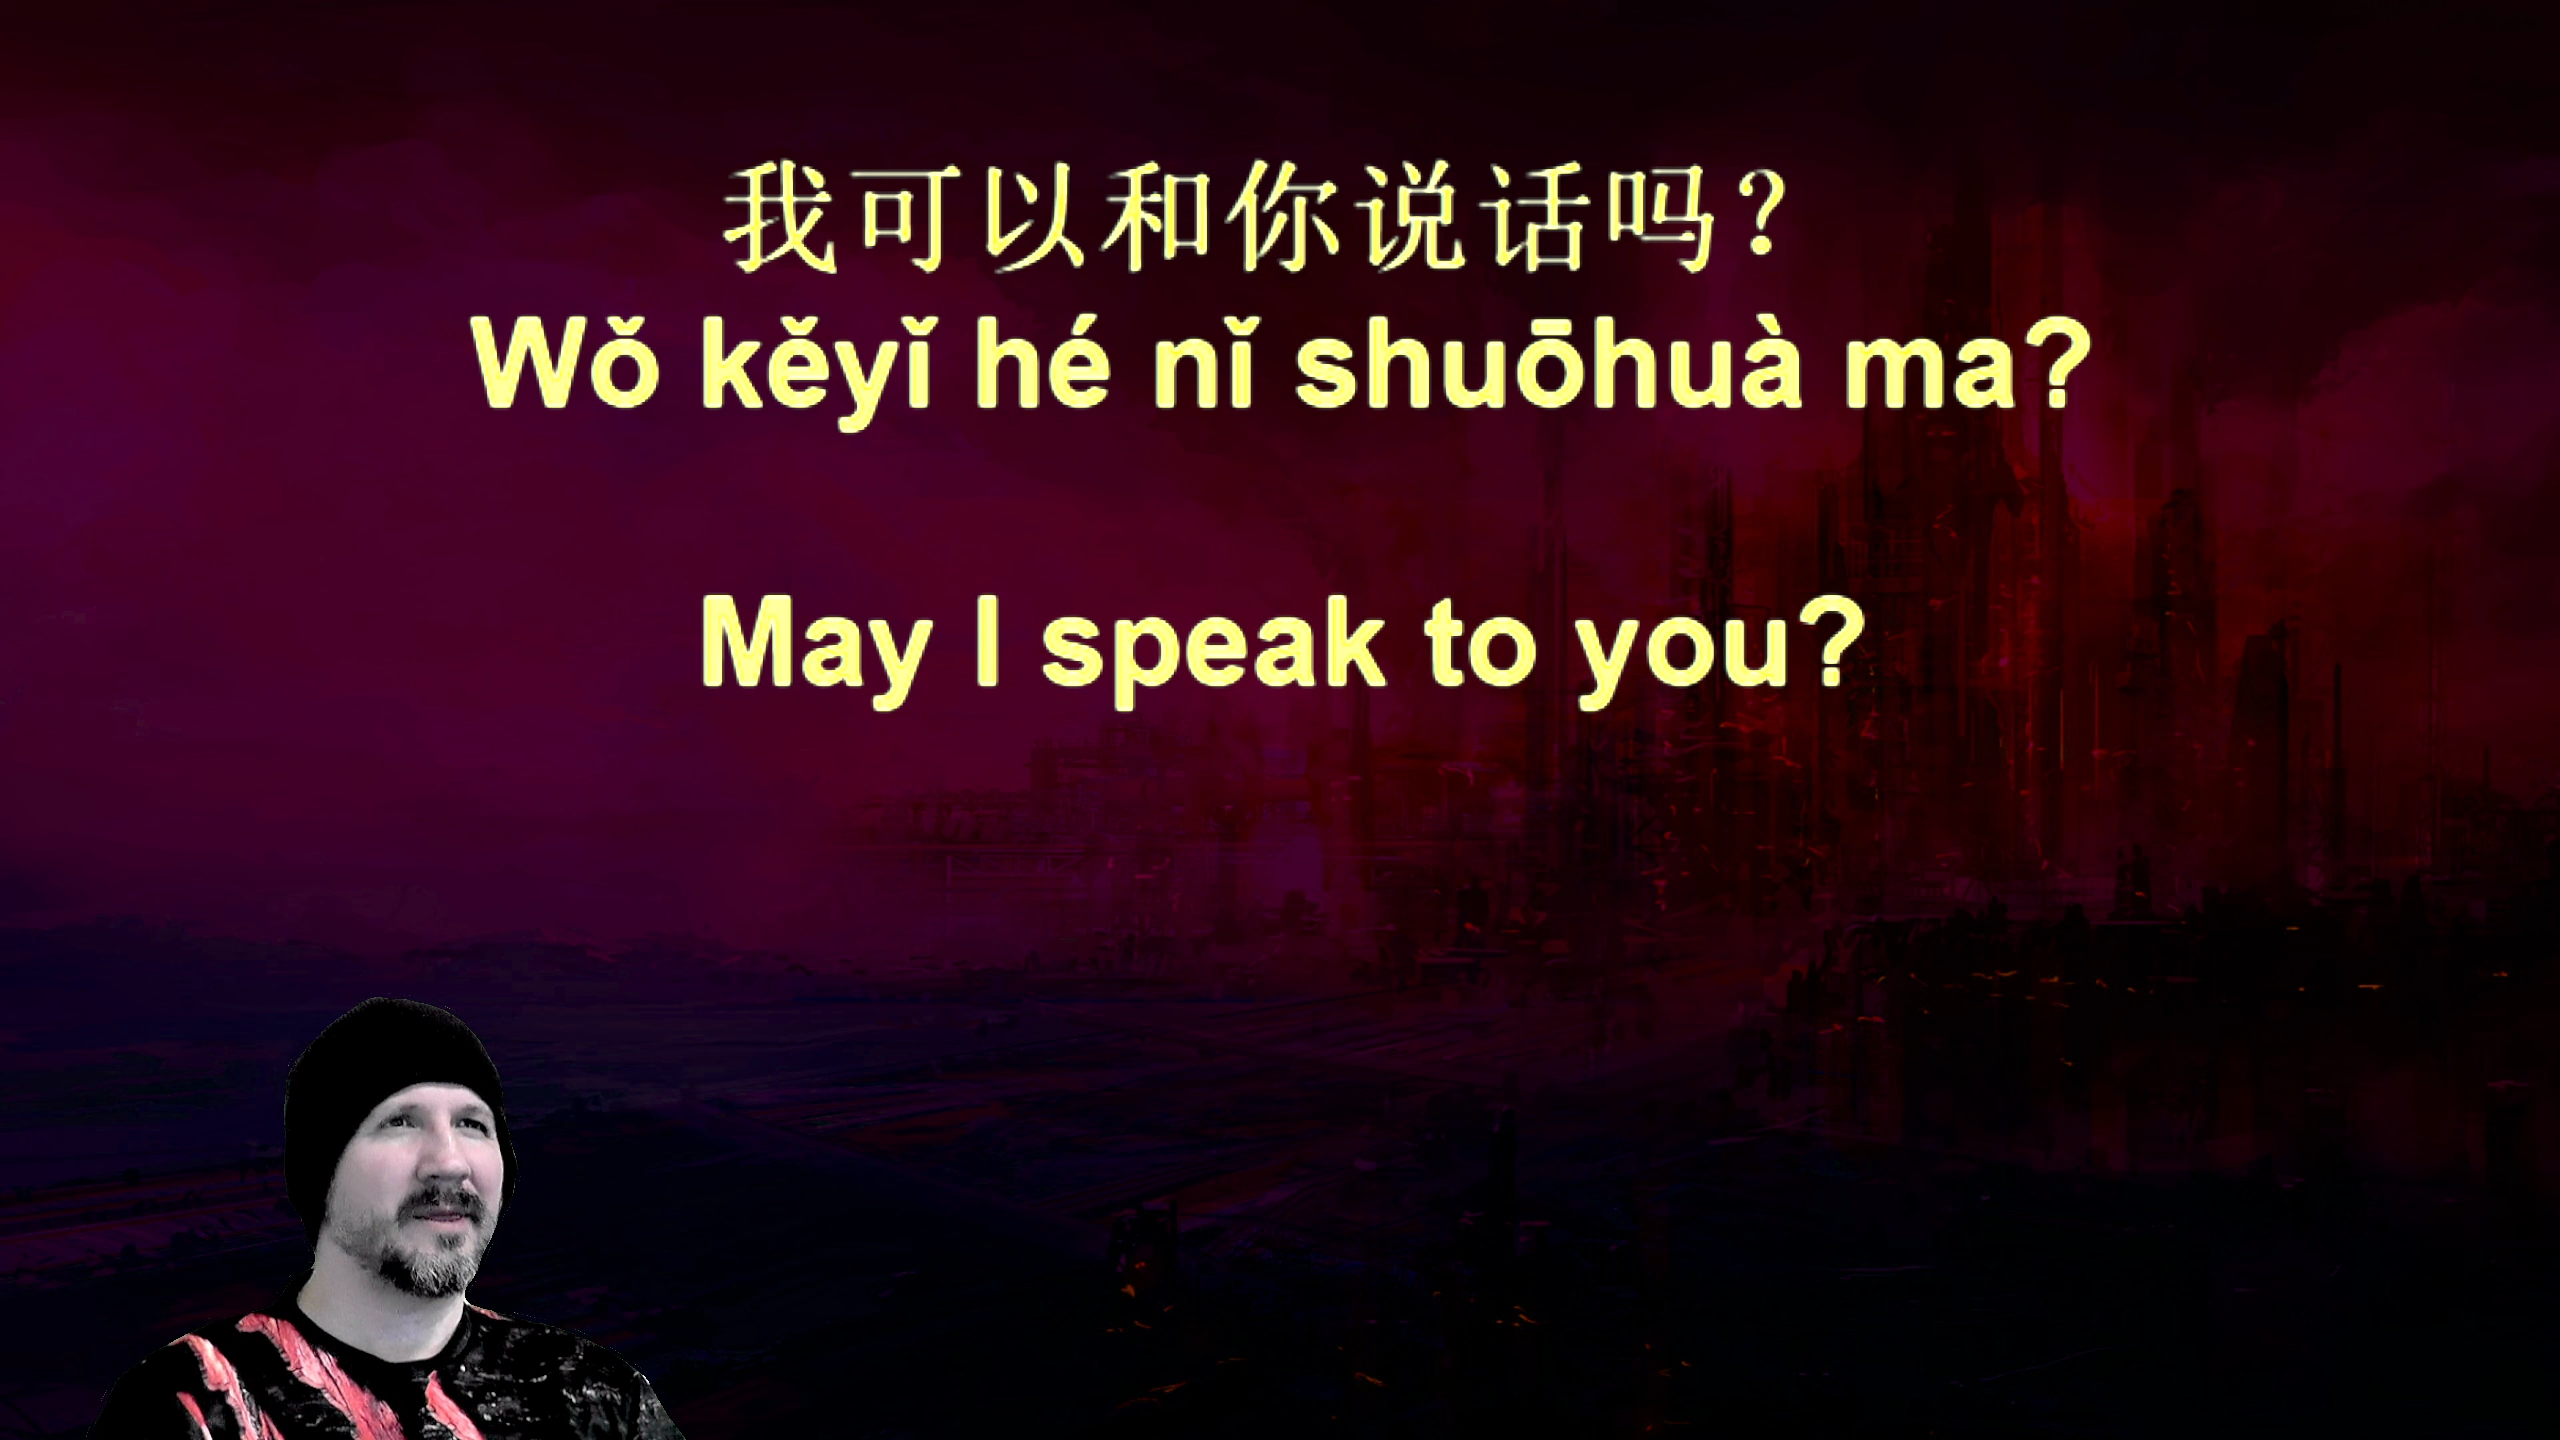 我可以和你说话吗？
Wǒ kěyǐ hé nǐ shuōhuà ma?
May I speak to you?